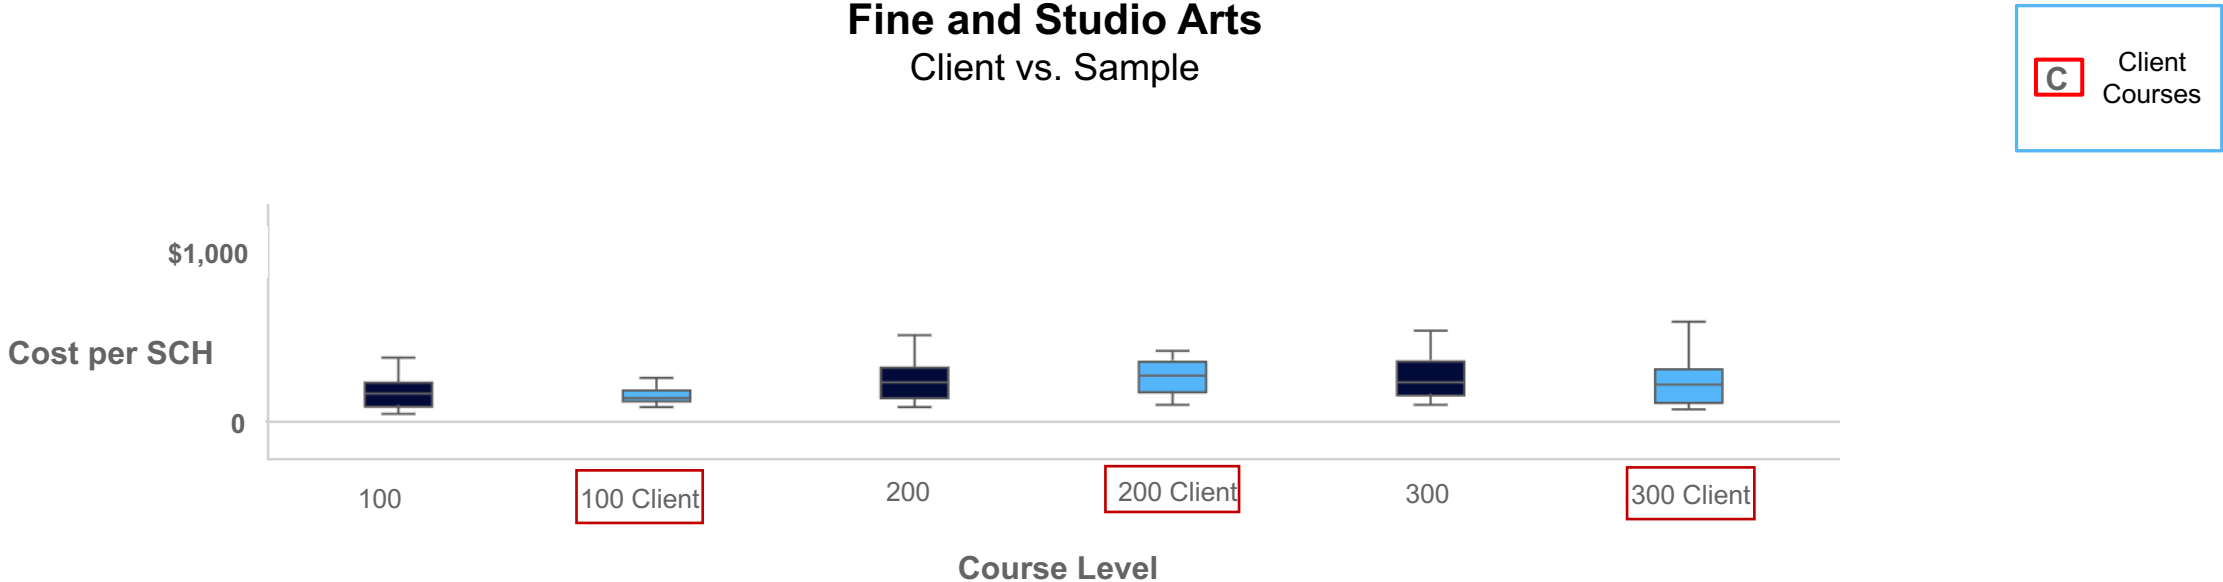 Fine and Studio Arts
Client vs. Sample
C
Client
Courses
$1,000
Cost per SCH
0
100
100 Client
200
200 Client
300
300 Client
Course Level